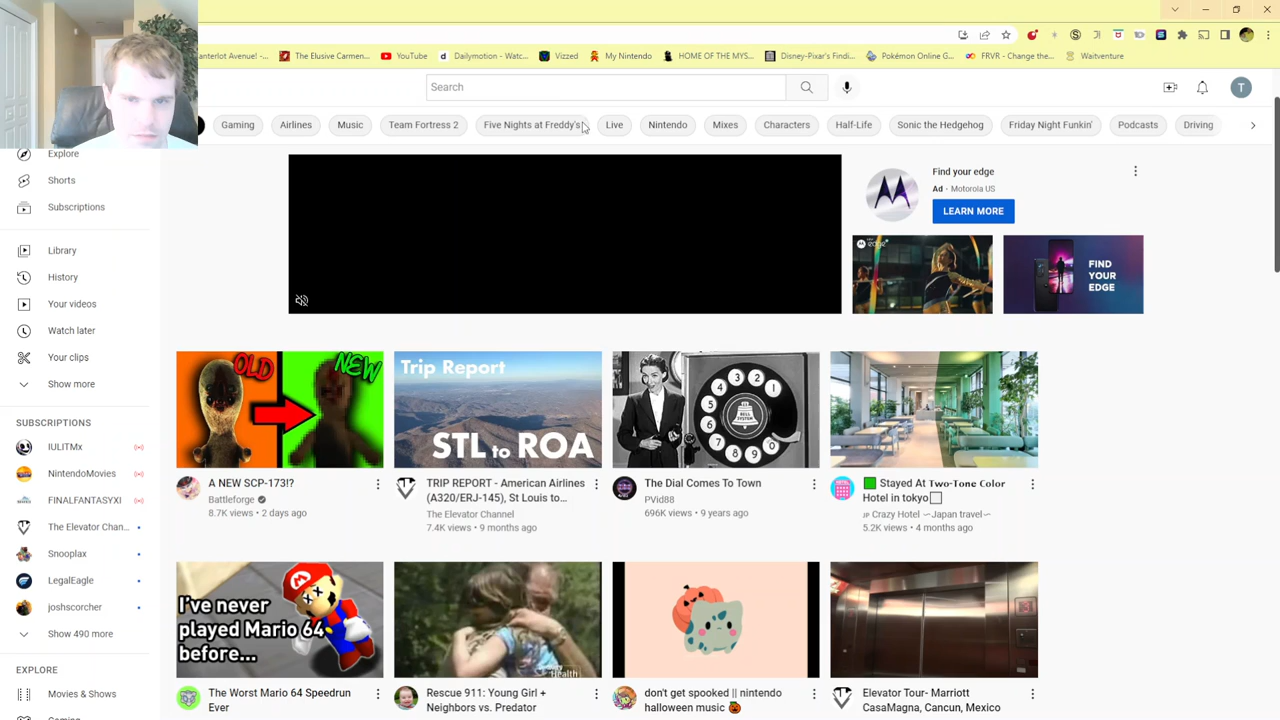 anterlot Avenue! -...
The Elusive Carmen...
YouTube
Dailymotion - Watc...
Vizzed
My Nintendo
HOME OF THE MYS...
Disney-Pixar's Findi...
Pokémon Online G...
FRVR - Change the...
Waitventure
Search
T
Gaming
Airlines
Music
Team Fortress 2
Five Nights at Freddy's
Live
Nintendo
Mixes
Characters
Half-Life
Sonic the Hedgehog
Friday Night Funkin'
Podcasts
Driving
Explore
Shorts
Subscriptions
Library
History
Your videos
Watch later
Your clips
Show more
SUBSCRIPTIONS
IULITMx
NintendoMovies
FINALFANTASYXI
The Elevator Chan...
Snooplax
LegalEagle
joshscorcher
Show 490 more
EXPLORE
Movies & Shows
Gaming
Find your edge
Ad • Motorola US
LEARN MORE
FIND
YOUR
EDGE
OLD
NEW
A NEW SCP-173!?
Battleforge
8.7K views • 2 days ago
Trip Report
STL to ROA
TRIP REPORT - American Airlines
(A320/ERJ-145), St Louis to...
The Elevator Channel
7.4K views • 9 months ago
BELL
SYSTEM
The Dial Comes To Town
PVid88
696K views • 9 years ago
Stayed At Two-Tone Color
Hotel in tokyo
JP Crazy Hotel ∽Japan travel∽
5.2K views • 4 months ago
I've never
played Mario 64
before...
The Worst Mario 64 Speedrun
Ever
Rescue 911: Young Girl +
Neighbors vs. Predator
don't get spooked || nintendo
halloween music 🎃
Elevator Tour- Marriott
CasaMagna, Cancun, Mexico